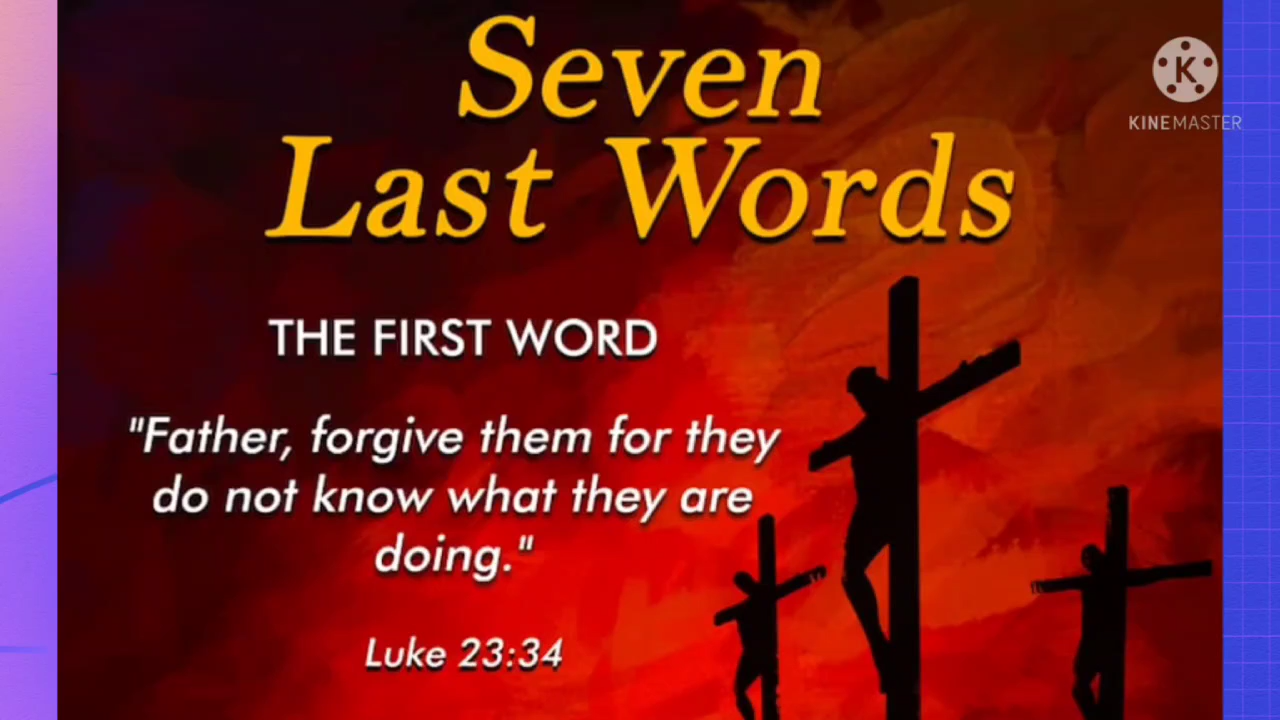 Seven
Last Words
K
KINEMASTER
THE FIRST WORD
"Father, forgive them for they
do not know what they are
doing."
Luke 23:34